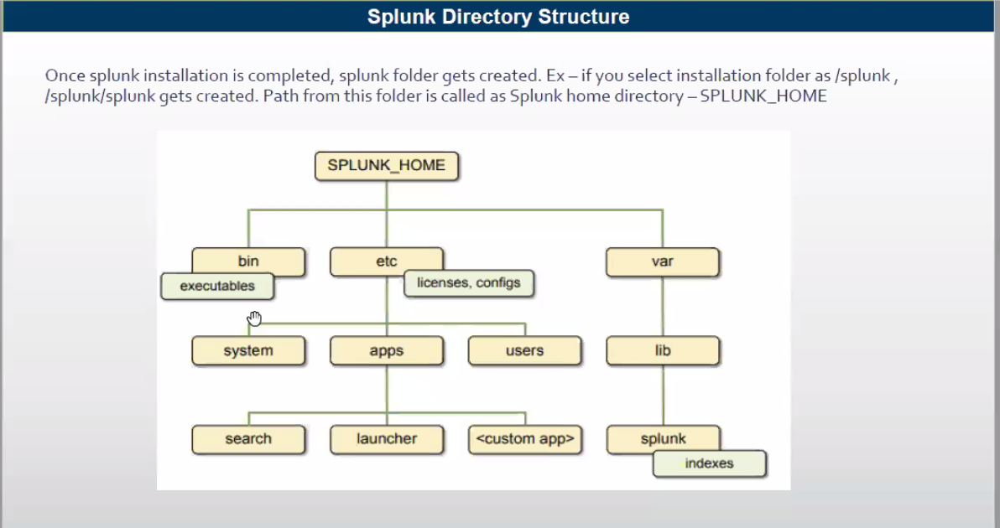 Splunk Directory Structure
Once splunk installation is completed, splunk folder gets created. Ex – if you select installation folder as /splunk ,
/splunk/splunk gets created. Path from this folder is called as Splunk home directory – SPLUNK_HOME
SPLUNK_HOME
bin
etc
var
executables
licenses, configs
system
apps
users
lib
search
launcher
<custom app>
splunk
indexes